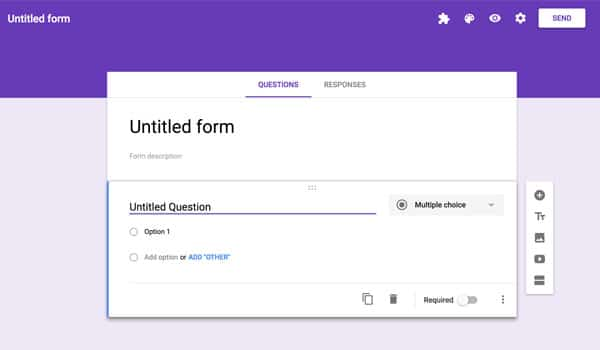 Untitled form
SEND
QUESTIONS RESPONSES
Untitled form
Form description
Untitled Question
Multiple choice
Option 1
Add option or ADD "OTHER"
Required
Tт